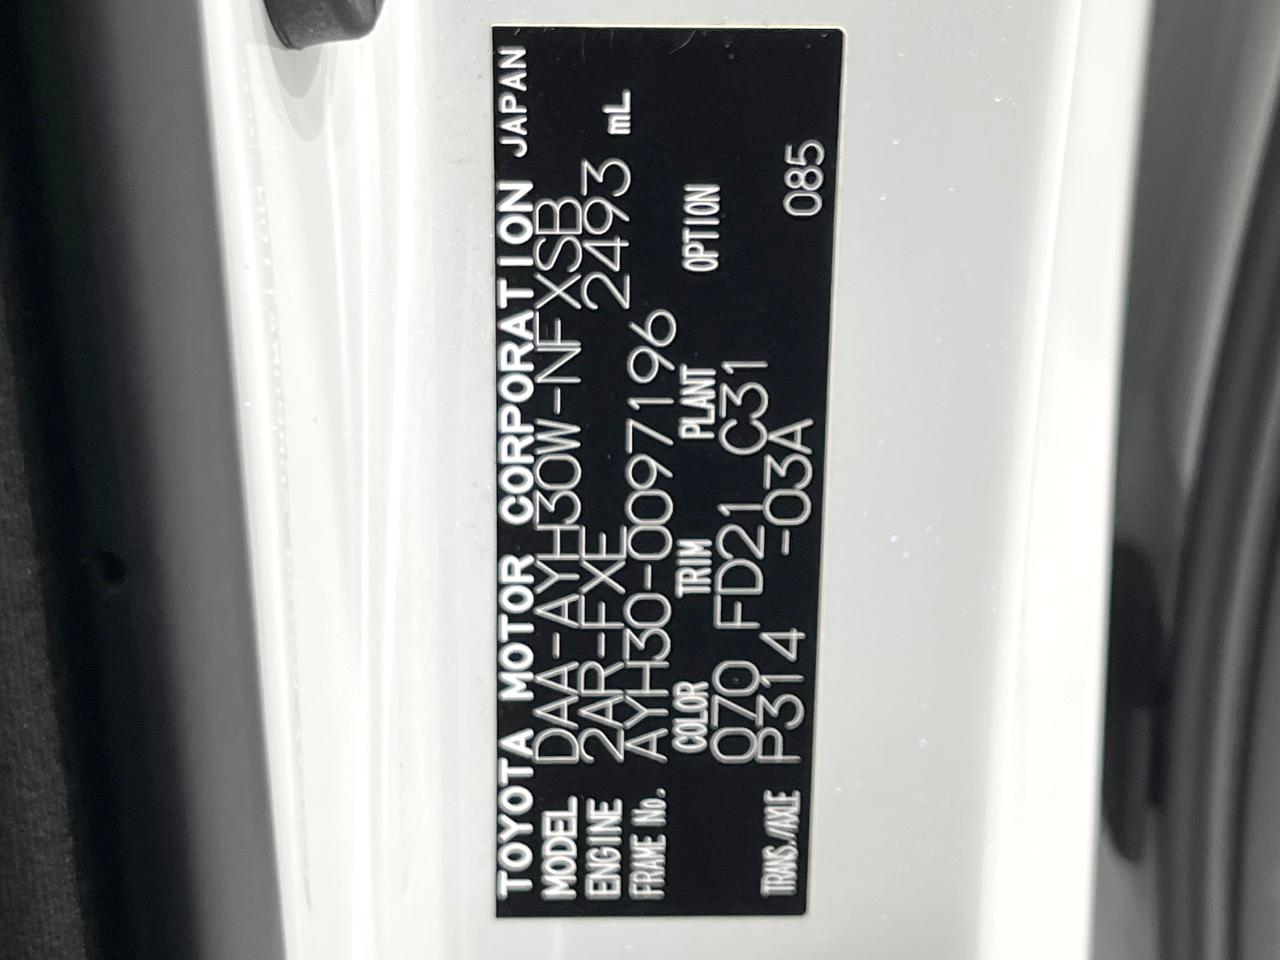 TOYOTA MOTOR CORPORATION JAPAN
MODEL DAA-AYH30W-NFXSB
ENGINE 2AR-FXE 2493 mL
FRAME No. AYH30-0097196
COLOR TRIM PLANT OPTION
070 FD21 C31
TRANS./AXLE P314 -03A 085